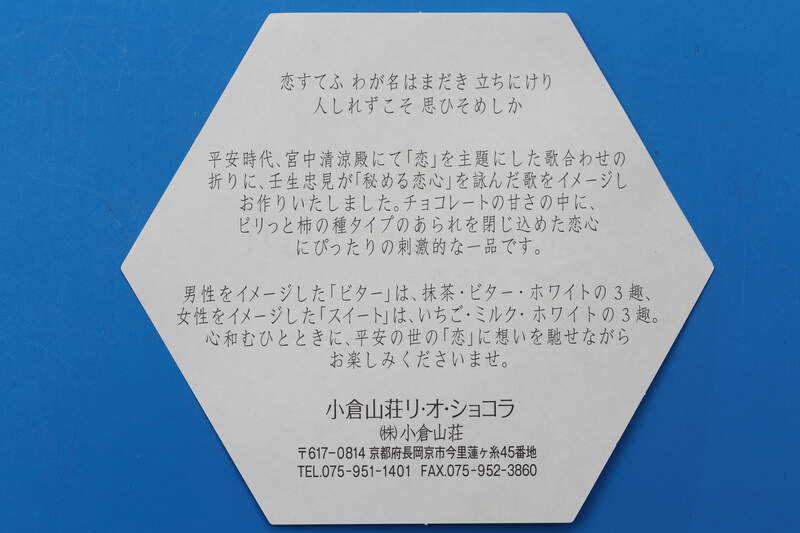 恋すてふ わが名はまだき 立ちにけり
人しれずこそ 思ひそめしか
平安時代、宮中清涼殿にて「恋」を主題にした歌合わせの
折りに、壬生忠見が「秘める恋心」を詠んだ歌をイメージし
お作りいたしました。チョコレートの甘さの中に、
ピリっと柿の種タイプのあられを閉じ込めた恋心
にぴったりの刺激的な一品です。
男性をイメージした「ビター」は、抹茶・ビター・ホワイトの3趣、
女性をイメージした「スイート」は、いちご・ミルク・ホワイトの3趣。
心和むひとときに、平安の世の「恋」に想いを馳せながら
お楽しみくださいませ。
小倉山荘リ・オ・ショコラ
㈱小倉山荘
〒617-0814 京都府長岡京市今里蓮ヶ糸45番地
TEL.075-951-1401 FAX.075-952-3860